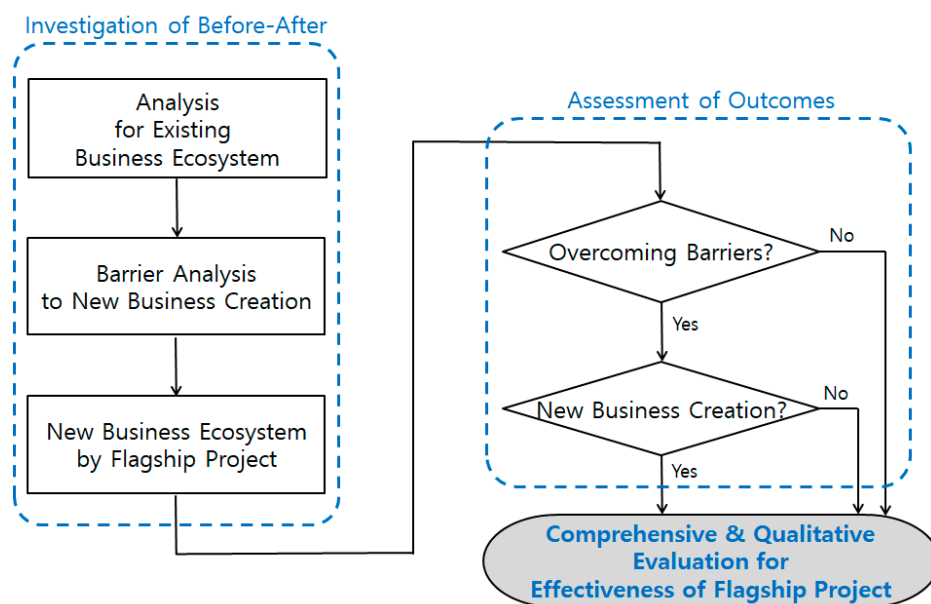 Investigation of Before-After
Analysis
for Existing
Business Ecosystem
Barrier Analysis
to New Business Creation
New Business Ecosystem
by Flagship Project
Assessment of Outcomes
Overcoming Barriers?
No
Yes
New Business Creation?
No
Yes
Comprehensive & Qualitative
Evaluation for
Effectiveness of Flagship Project